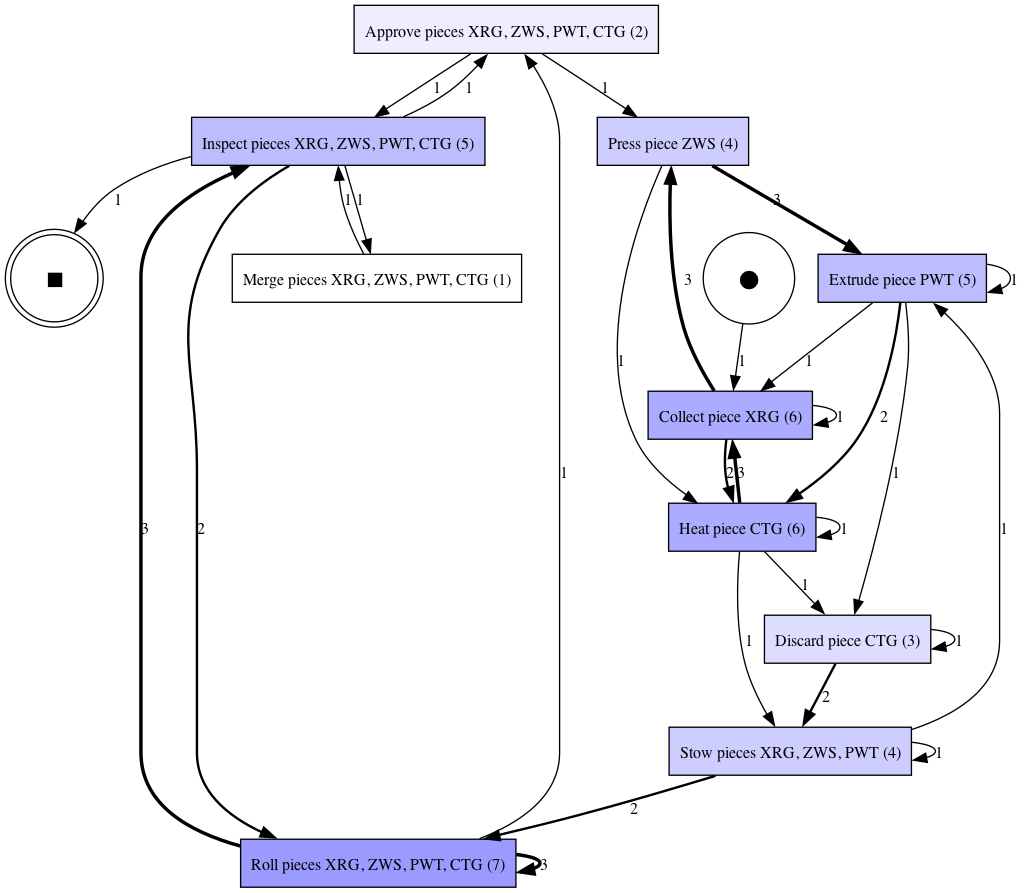 Approve pieces XRG, ZWS, PWT, CTG (2)
1
1
1
Inspect pieces XRG, ZWS, PWT, CTG (5)
Press piece ZWS (4)
1
1
1
3
Merge pieces XRG, ZWS, PWT, CTG (1)
3
Extrude piece PWT (5)
1
1
1
1
Collect piece XRG (6)
1
2
2
3
1
1
Heat piece CTG (6)
1
3
2
1
1
1
Discard piece CTG (3)
1
2
Stow pieces XRG, ZWS, PWT (4)
1
2
Roll pieces XRG, ZWS, PWT, CTG (7)
3